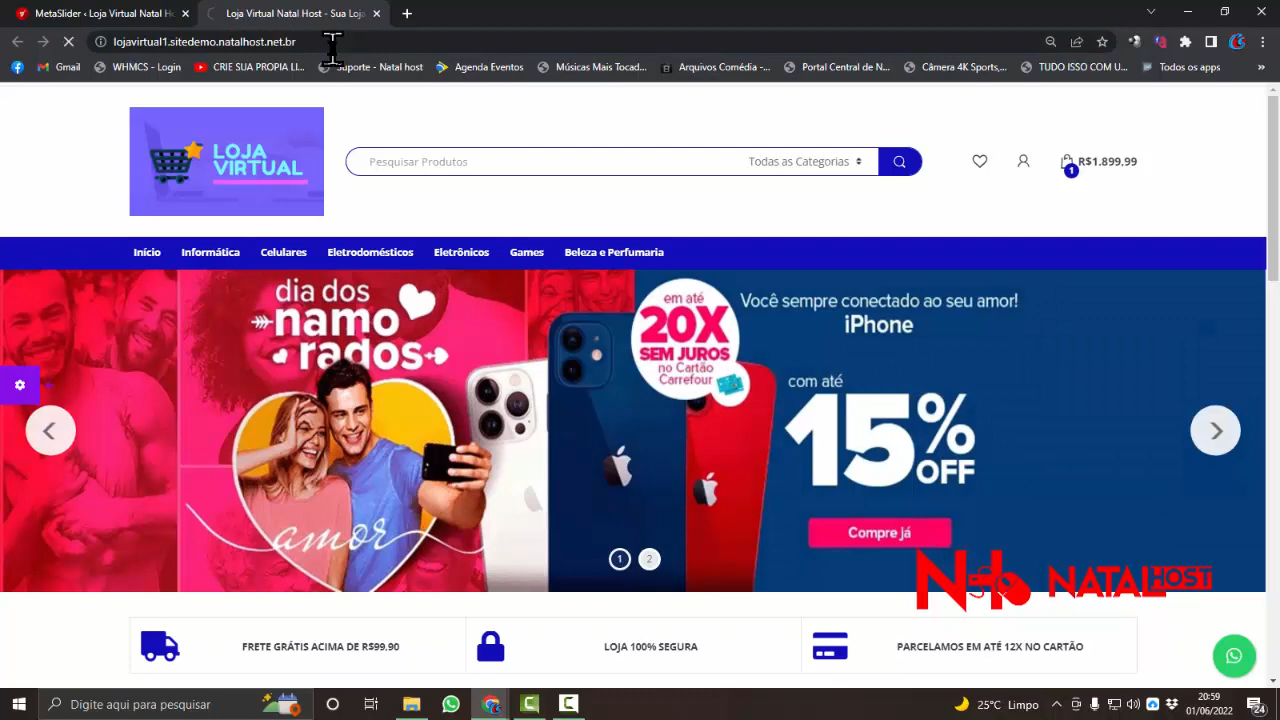 MetaSlider ‹ Loja Virtual Natal Ho
Loja Virtual Natal Host - Sua Loja
lojavirtual1.sitedemo.natalhost.net.br
Gmail
WHMCS - Login
CRIE SUA PROPIA LI...
Suporte - Natal host
Agenda Eventos
Músicas Mais Tocad...
Arquivos Comédia -...
Portal Central de N...
Câmera 4K Sports, ...
TUDO ISSO COM U...
Todos os apps
LOJA
VIRTUAL
Pesquisar Produtos
Todas as Categorias
1
R$1.899,99
Início
Informática
Celulares
Eletrodomésticos
Eletrônicos
Games
Beleza e Perfumaria
dia dos
namo
rados
amor
em até
20X
SEM JUROS
no Cartão
Carrefour
Você sempre conectado ao seu amor!
iPhone
com até
15%
OFF
Compre Já
1
2
NH
NATALHOST
FRETE GRÁTIS ACIMA DE R$99,90
LOJA 100% SEGURA
PARCELAMOS EM ATÉ 12X NO CARTÃO
Digite aqui para pesquisar
25°C Limpo
20:59
01/06/2022
24